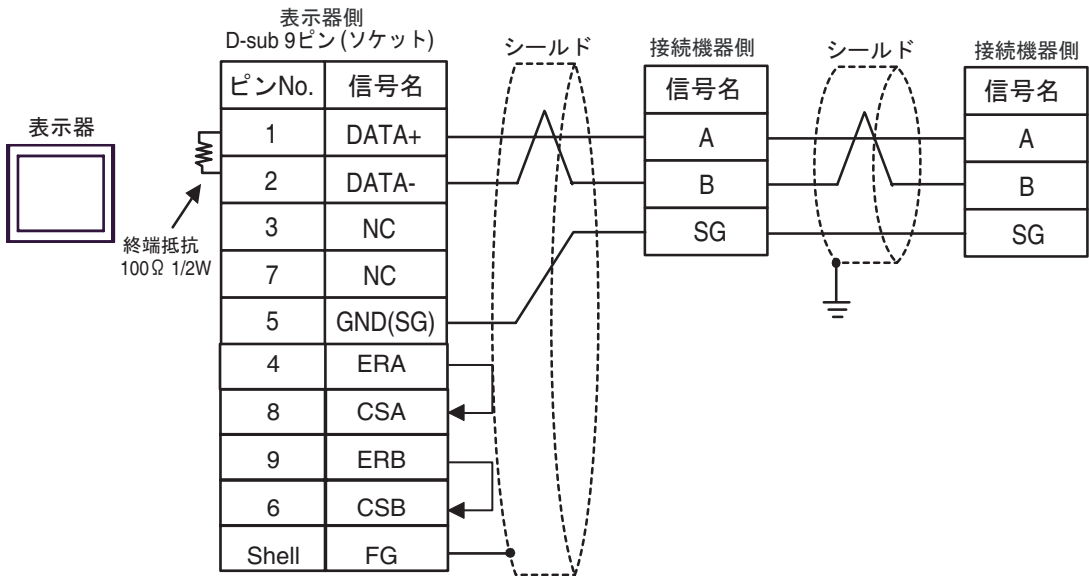 表示器側
D-sub 9ピン (ソケット)
シールド
接続機器側
シールド
接続機器側
表示器
ピンNo. 信号名
1 DATA+
2 DATA-
3 NC
7 NC
5 GND(SG)
4 ERA
8 CSA
9 ERB
6 CSB
Shell FG
終端抵抗
100Ω 1/2W
信号名
A
B
SG
信号名
A
B
SG